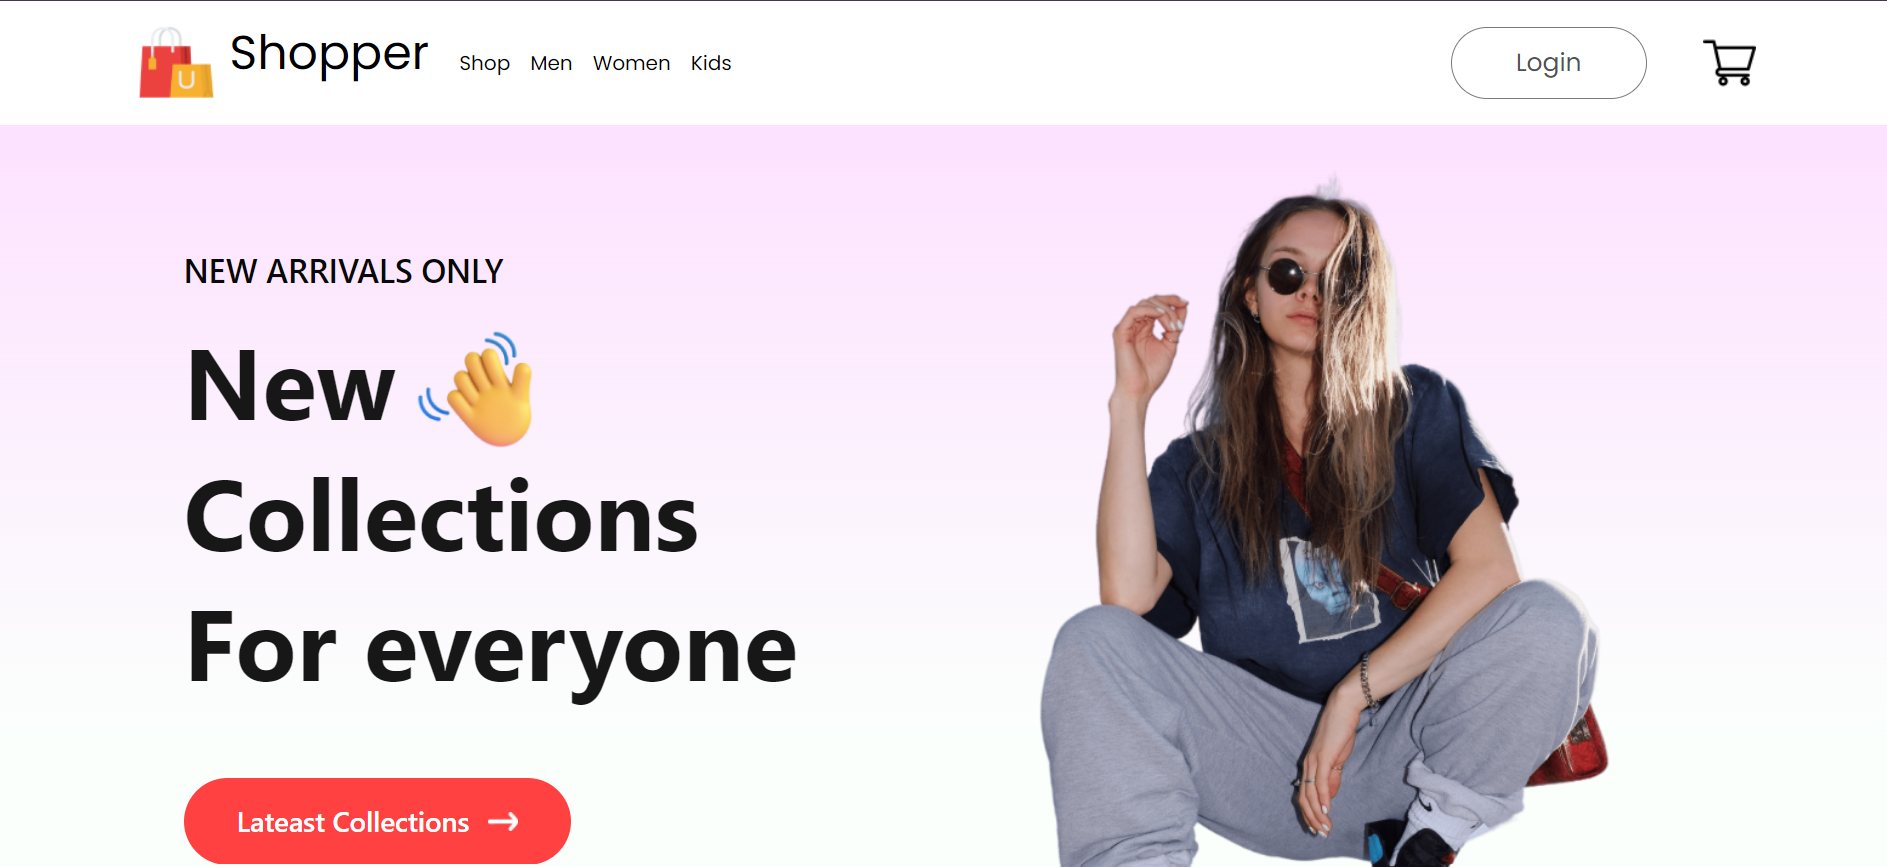 U
Shopper
Shop Men Women Kids
Login
NEW ARRIVALS ONLY
New
Collections
For everyone
Lateast Collections